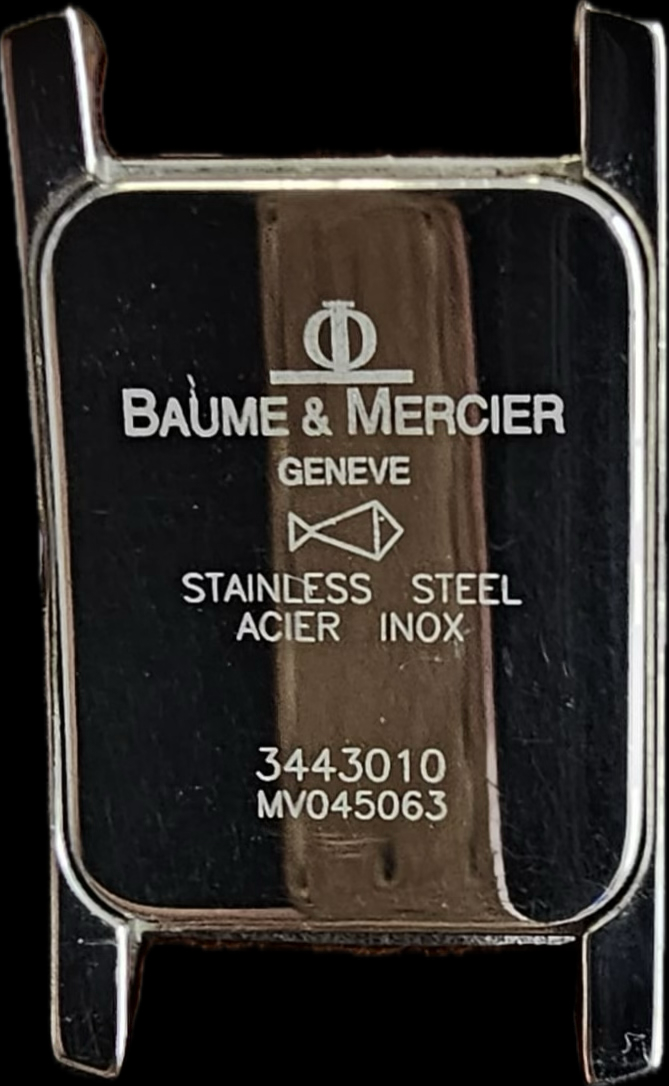 BAUME & MERCIER
GENEVE
STAINLESS STEEL
ACIER INOX
3443010
MV045063